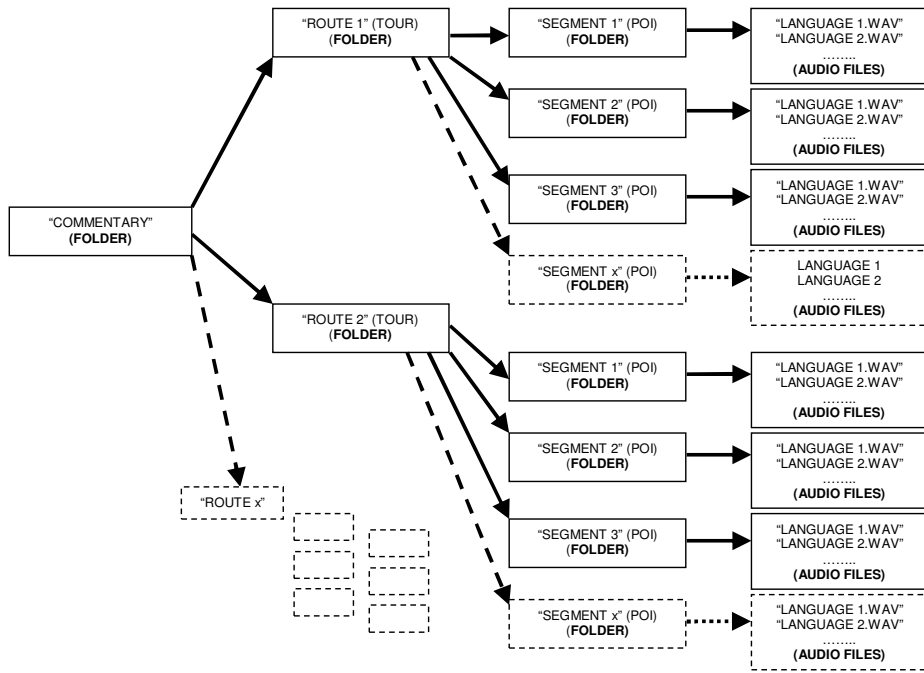 “COMMENTARY”
(FOLDER)
“ROUTE 1” (TOUR)
(FOLDER)
“SEGMENT 1” (POI)
(FOLDER)
“LANGUAGE 1.WAV”
“LANGUAGE 2.WAV”
……..
(AUDIO FILES)
“SEGMENT 2” (POI)
(FOLDER)
“LANGUAGE 1.WAV”
“LANGUAGE 2.WAV”
……..
(AUDIO FILES)
“SEGMENT 3” (POI)
(FOLDER)
“LANGUAGE 1.WAV”
“LANGUAGE 2.WAV”
……..
(AUDIO FILES)
“SEGMENT x” (POI)
(FOLDER)
LANGUAGE 1
LANGUAGE 2
……..
(AUDIO FILES)
“ROUTE 2” (TOUR)
(FOLDER)
“SEGMENT 1” (POI)
(FOLDER)
“LANGUAGE 1.WAV”
“LANGUAGE 2.WAV”
……..
(AUDIO FILES)
“SEGMENT 2” (POI)
(FOLDER)
“LANGUAGE 1.WAV”
“LANGUAGE 2.WAV”
……..
(AUDIO FILES)
“SEGMENT 3” (POI)
(FOLDER)
“LANGUAGE 1.WAV”
“LANGUAGE 2.WAV”
……..
(AUDIO FILES)
“SEGMENT x” (POI)
(FOLDER)
“LANGUAGE 1.WAV”
“LANGUAGE 2.WAV”
……..
(AUDIO FILES)
“ROUTE x”